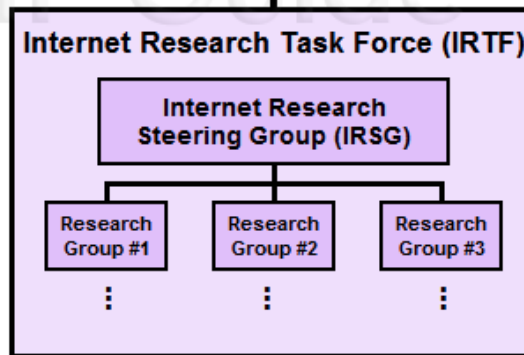 Guide
Internet Research Task Force (IRTF)
Internet Research
Steering Group (IRSG)
Research
Group #1
Research
Group #2
Research
Group #3